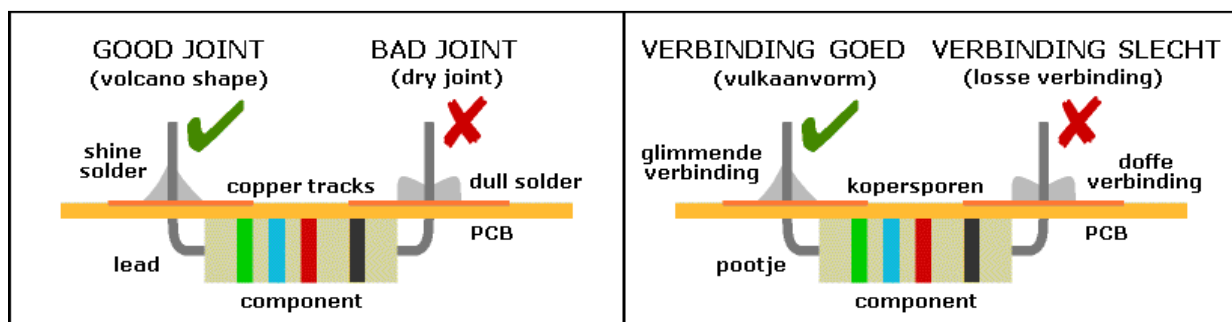 GOOD JOINT
(volcano shape)
BAD JOINT
(dry joint)
shine
solder
copper tracks
dull solder
PCB
lead
component
VERBINDING GOED
(vulkaanvorm)
VERBINDING SLECHT
(losse verbinding)
glimmende
verbinding
kopersporen
doffe
verbinding
PCB
pootje
component